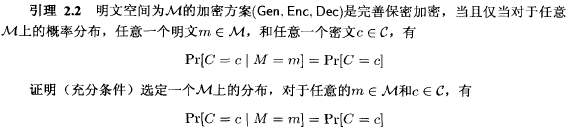 引理 2.2 明文空间为ℳ的加密方案(Gen, Enc, Dec)是完善保密加密，当且仅当对于任意
ℳ上的概率分布，任意一个明文m ∈ ℳ，和任意一个密文c ∈ 𝒞，有
Pr[C = c | M = m] = Pr[C = c]
证明（充分条件）选定一个ℳ上的分布，对于任意的m ∈ ℳ和c ∈ 𝒞，有
Pr[C = c | M = m] = Pr[C = c]